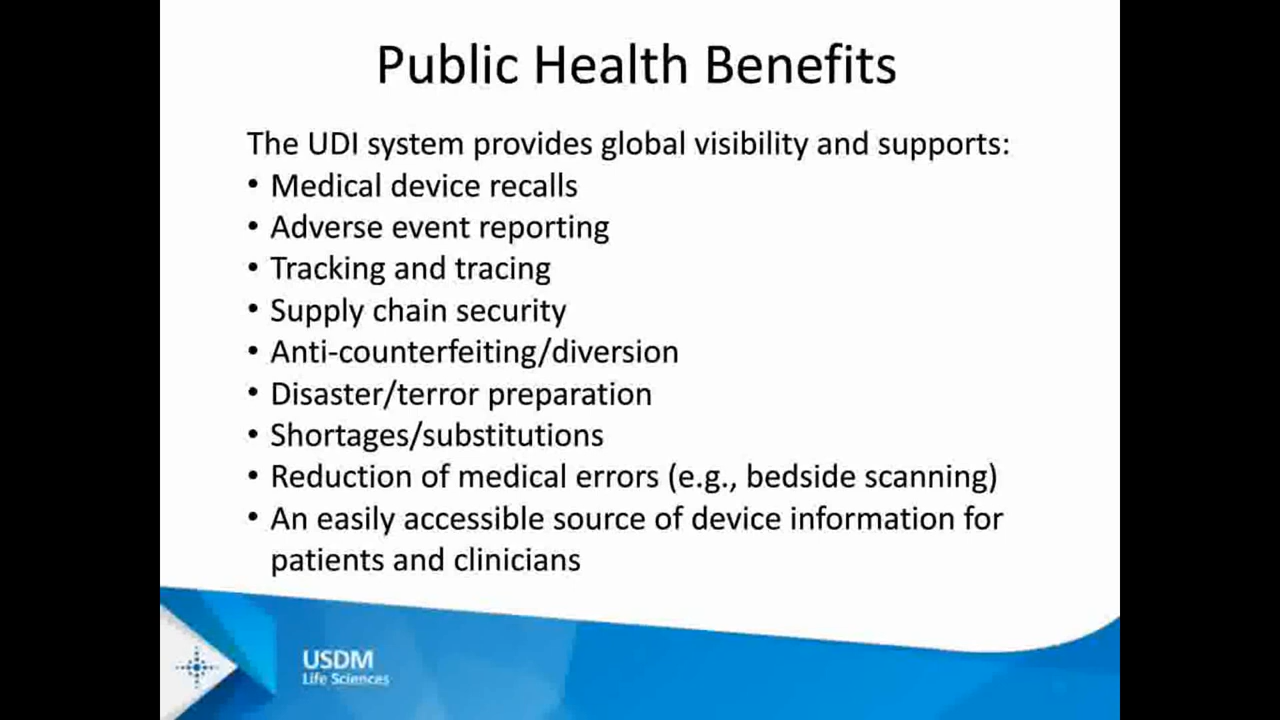 Public Health Benefits
The UDI system provides global visibility and supports:
• Medical device recalls
• Adverse event reporting
• Tracking and tracing
• Supply chain security
• Anti-counterfeiting/diversion
• Disaster/terror preparation
• Shortages/substitutions
• Reduction of medical errors (e.g., bedside scanning)
• An easily accessible source of device information for
patients and clinicians
USDM
Life Sciences